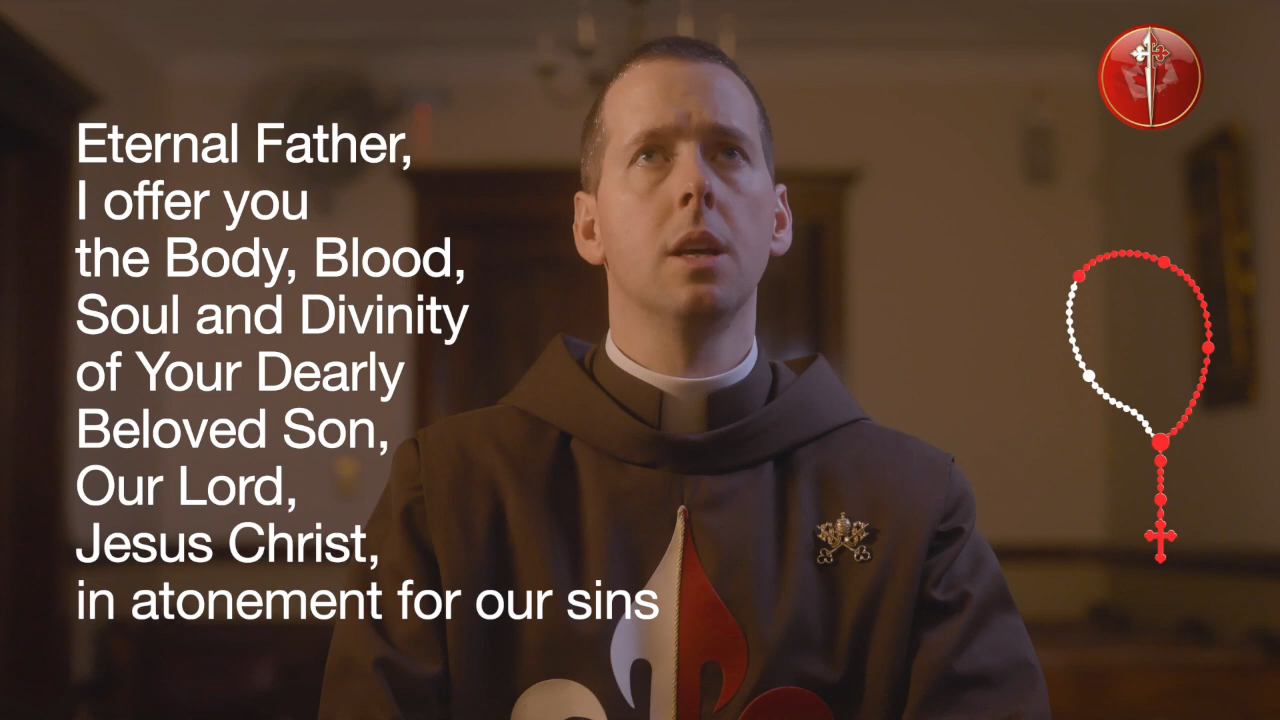 Eternal Father,
I offer you
the Body, Blood,
Soul and Divinity
of Your Dearly
Beloved Son,
Our Lord,
Jesus Christ,
in atonement for our sins